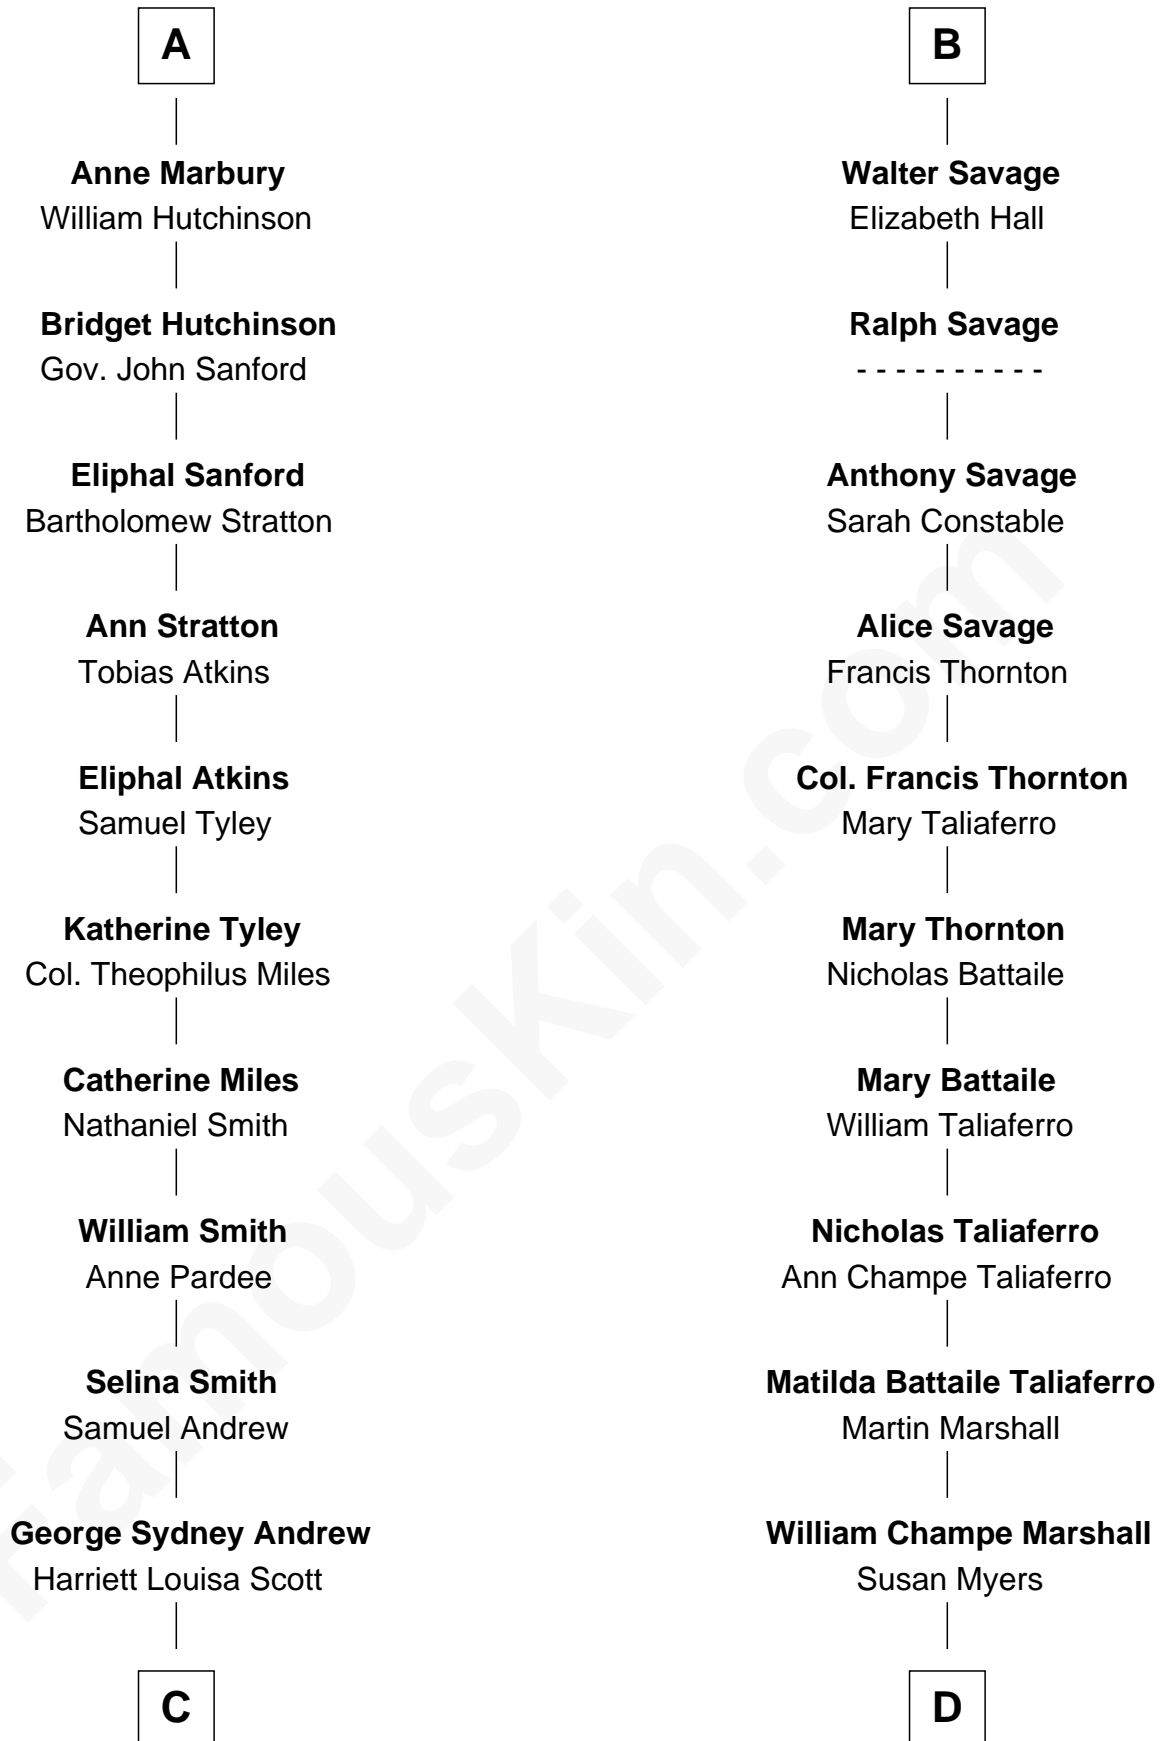 A
Anne Marbury
William Hutchinson
Bridget Hutchinson
Gov. John Sanford
Eliphal Sanford
Bartholomew Stratton
Ann Stratton
Tobias Atkins
Eliphal Atkins
Samuel Tyley
Katherine Tyley
Col. Theophilus Miles
Catherine Miles
Nathaniel Smith
William Smith
Anne Pardee
Selina Smith
Samuel Andrew
George Sydney Andrew
Harriett Louisa Scott
C
B
Walter Savage
Elizabeth Hall
Ralph Savage
- - - - - - - - - -
Anthony Savage
Sarah Constable
Alice Savage
Francis Thornton
Col. Francis Thornton
Mary Taliaferro
Mary Thornton
Nicholas Battaile
Mary Battaile
William Taliaferro
Nicholas Taliaferro
Ann Champe Taliaferro
Matilda Battaile Taliaferro
Martin Marshall
William Champe Marshall
Susan Myers
D
FamousKin.com